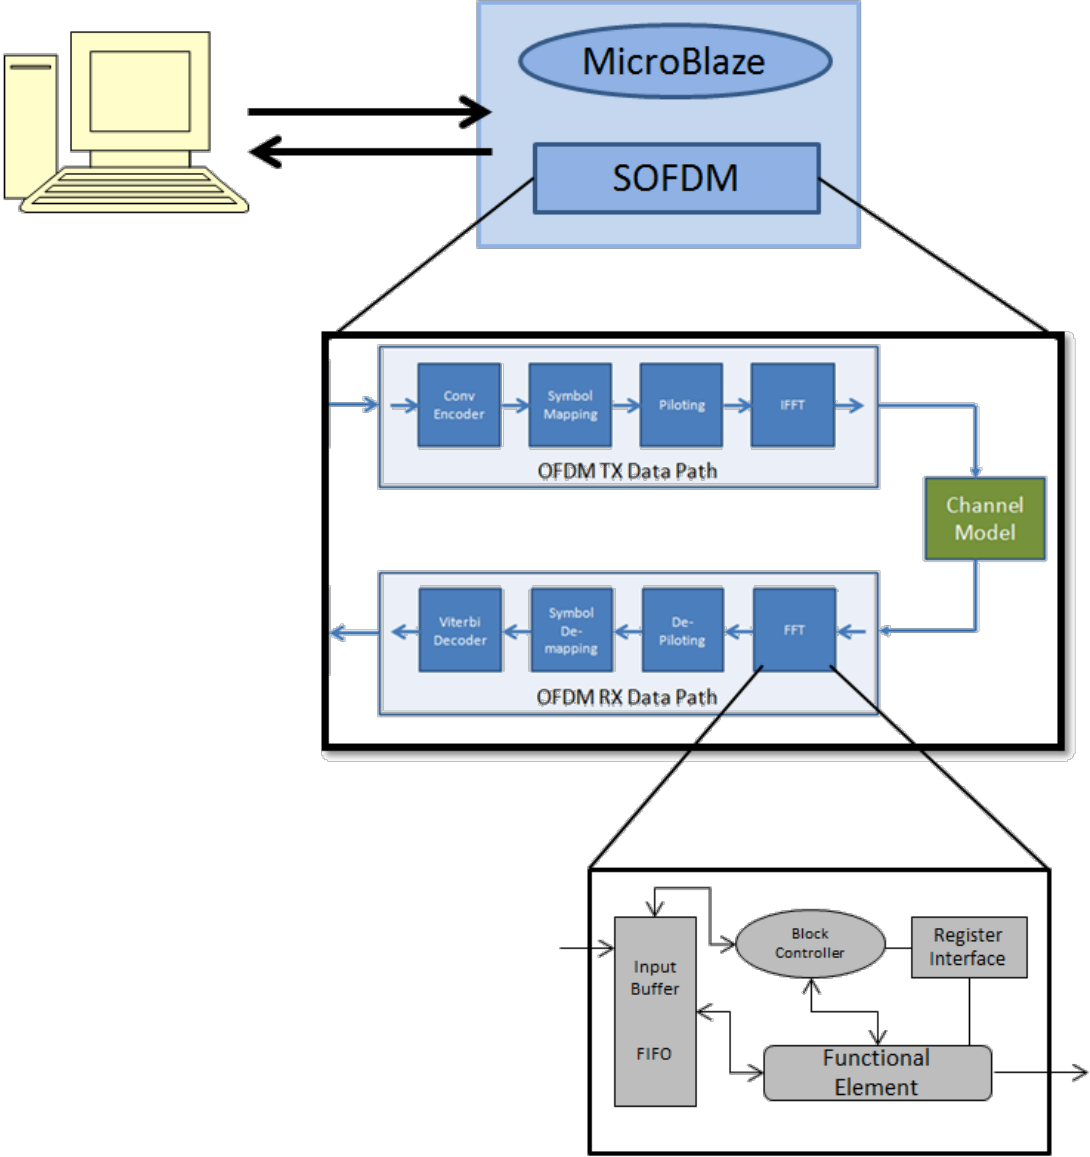 MicroBlaze
SOFDM
Conv
Encoder
Symbol
Mapping
Piloting
IFFT
OFDM TX Data Path
Channel
Model
Viterbi
Decoder
Symbol
De-
mapping
De-
Piloting
FFT
OFDM RX Data Path
Input
Buffer
FIFO
Block
Controller
Register
Interface
Functional
Element